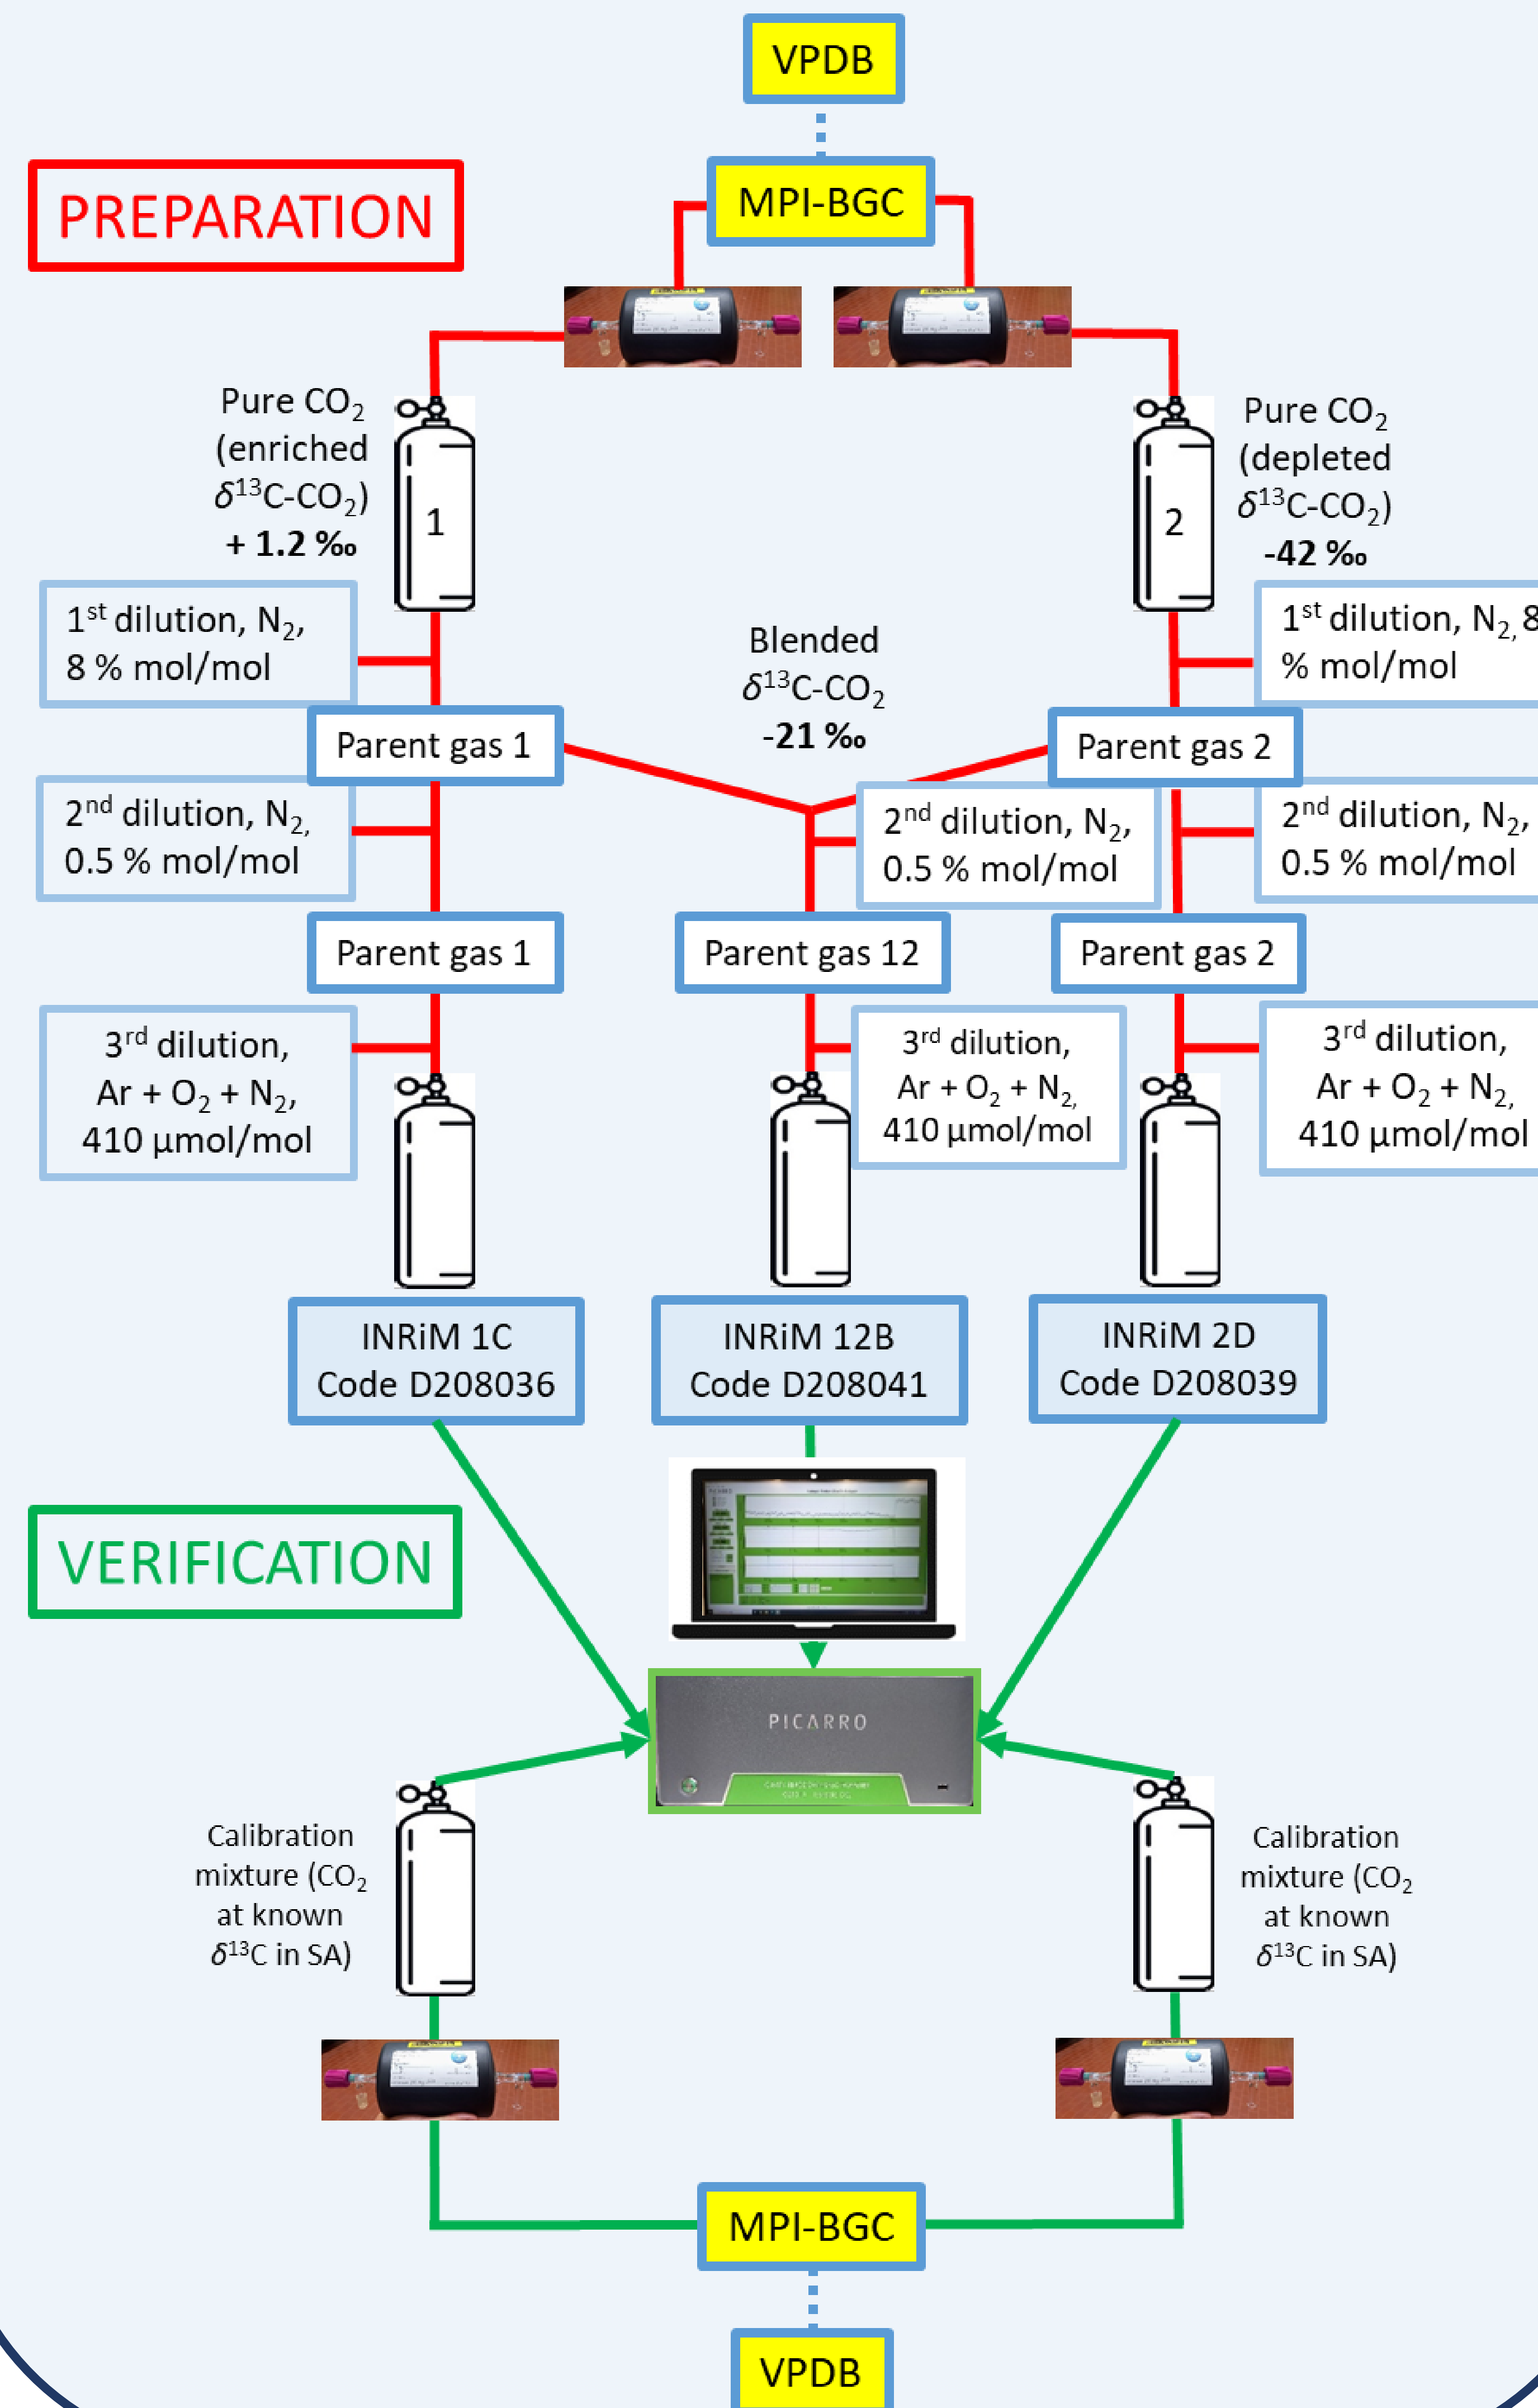 VPDB
MPI-BGC
PREPARATION
Pure CO₂
(enriched
δ¹³C-CO₂)
+ 1.2 ‰
1
2
Pure CO₂
(depleted
δ¹³C-CO₂)
-42 ‰
1ˢᵗ dilution, N₂,
8 % mol/mol
Blended
δ¹³C-CO₂
-21 ‰
1ˢᵗ dilution, N₂, 8
% mol/mol
Parent gas 1
Parent gas 2
2ⁿᵈ dilution, N₂,
0.5 % mol/mol
2ⁿᵈ dilution, N₂,
0.5 % mol/mol
2ⁿᵈ dilution, N₂,
0.5 % mol/mol
Parent gas 1
Parent gas 12
Parent gas 2
3ʳᵈ dilution,
Ar + O₂ + N₂,
410 µmol/mol
3ʳᵈ dilution,
Ar + O₂ + N₂,
410 µmol/mol
3ʳᵈ dilution,
Ar + O₂ + N₂,
410 µmol/mol
INRiM 1C
Code D208036
INRiM 12B
Code D208041
INRiM 2D
Code D208039
VERIFICATION
PICARRO
Calibration
mixture (CO₂
at known
δ¹³C in SA)
Calibration
mixture (CO₂
at known
δ¹³C in SA)
MPI-BGC
VPDB